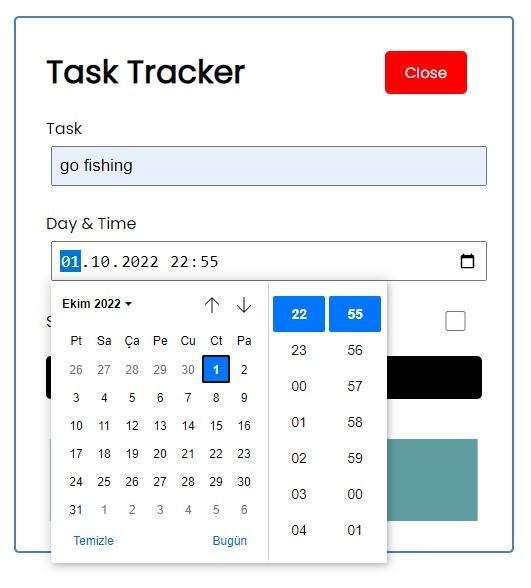 Task Tracker
Close
Task
go fishing
Day & Time
01.10.2022 22:55
Ekim 2022
Pt Sa Ça Pe Cu Ct Pa
26 27 28 29 30 1 2
3 4 5 6 7 8 9
10 11 12 13 14 15 16
17 18 19 20 21 22 23
24 25 26 27 28 29 30
31 1 2 3 4 5 6
Temizle Bugün
22 55
23 56
00 57
01 58
02 59
03 00
04 01